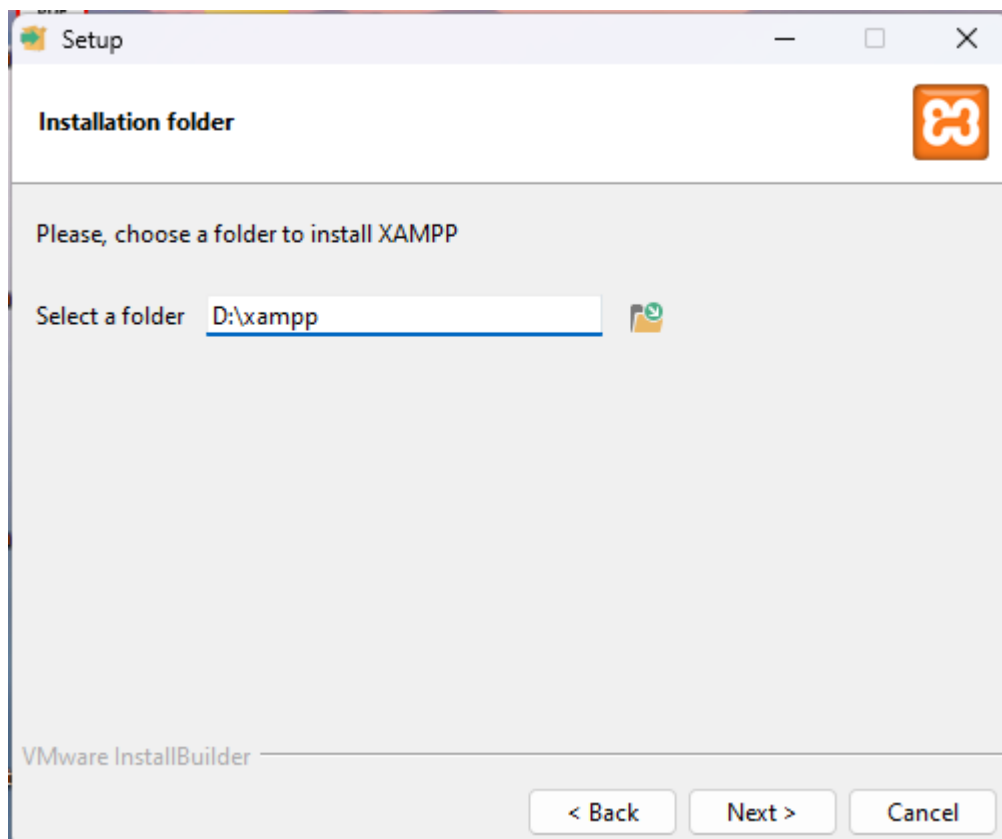 Setup
Installation folder
Please, choose a folder to install XAMPP
Select a folder D:\xampp
VMware InstallBuilder
< Back Next > Cancel